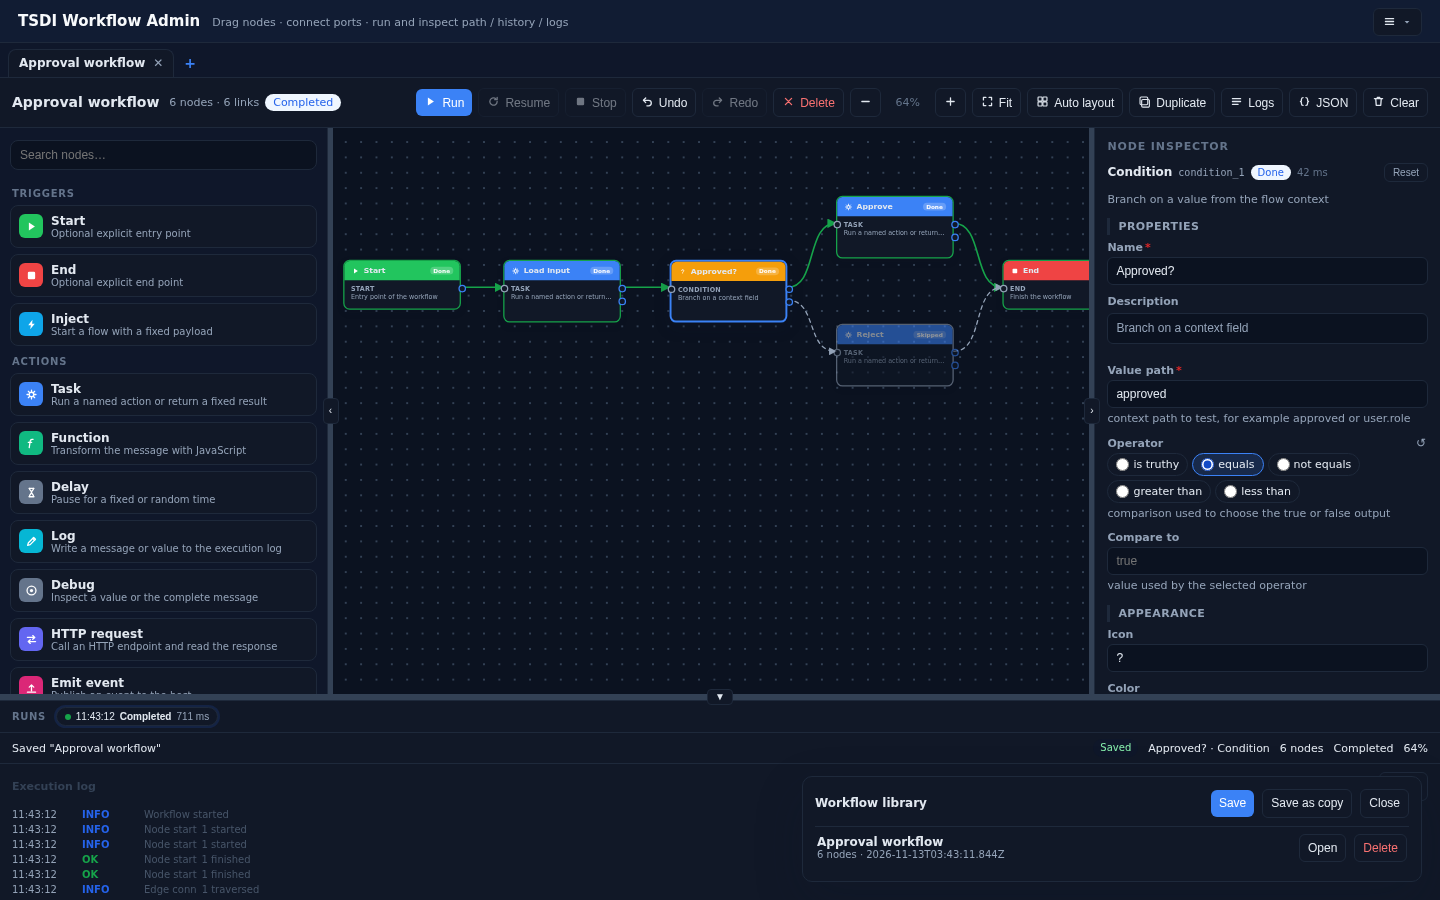 TSDI Workflow Admin
Drag nodes · connect ports · run and inspect path / history / logs
Approval workflow ✕ +
Approval workflow 6 nodes · 6 links Completed
Run Resume Stop Undo Redo Delete − 64% + Fit Auto layout Duplicate Logs {} JSON Clear
Search nodes…
TRIGGERS
Start
Optional explicit entry point
End
Optional explicit end point
Inject
Start a flow with a fixed payload
ACTIONS
Task
Run a named action or return a fixed result
Function
Transform the message with JavaScript
Delay
Pause for a fixed or random time
Log
Write a message or value to the execution log
Debug
Inspect a value or the complete message
HTTP request
Call an HTTP endpoint and read the response
Emit event
Publish an event to the host
Start Done
START
Entry point of the workflow
Load input Done
TASK
Run a named action or return…
? Approved? Done
CONDITION
Branch on a context field
Approve Done
TASK
Run a named action or return…
Reject Skipped
TASK
Run a named action or return…
End
END
Finish the workflow
NODE INSPECTOR
Condition condition_1 Done 42 ms Reset
Branch on a value from the flow context
PROPERTIES
Name *
Approved?
Description
Branch on a context field
Value path *
approved
context path to test, for example approved or user.role
Operator ↺
is truthy equals not equals
greater than less than
comparison used to choose the true or false output
Compare to
true
value used by the selected operator
APPEARANCE
Icon
?
Color
RUNS 11:43:12 Completed 711 ms
Saved "Approval workflow"
Saved Approved? · Condition 6 nodes Completed 64%
Execution log
11:43:12 INFO Workflow started
11:43:12 INFO Node start_1 started
11:43:12 INFO Node start_1 started
11:43:12 OK Node start_1 finished
11:43:12 OK Node start_1 finished
11:43:12 INFO Edge conn_1 traversed
Workflow library Save Save as copy Close
Approval workflow
6 nodes · 2026-11-13T03:43:11.844Z
Open Delete